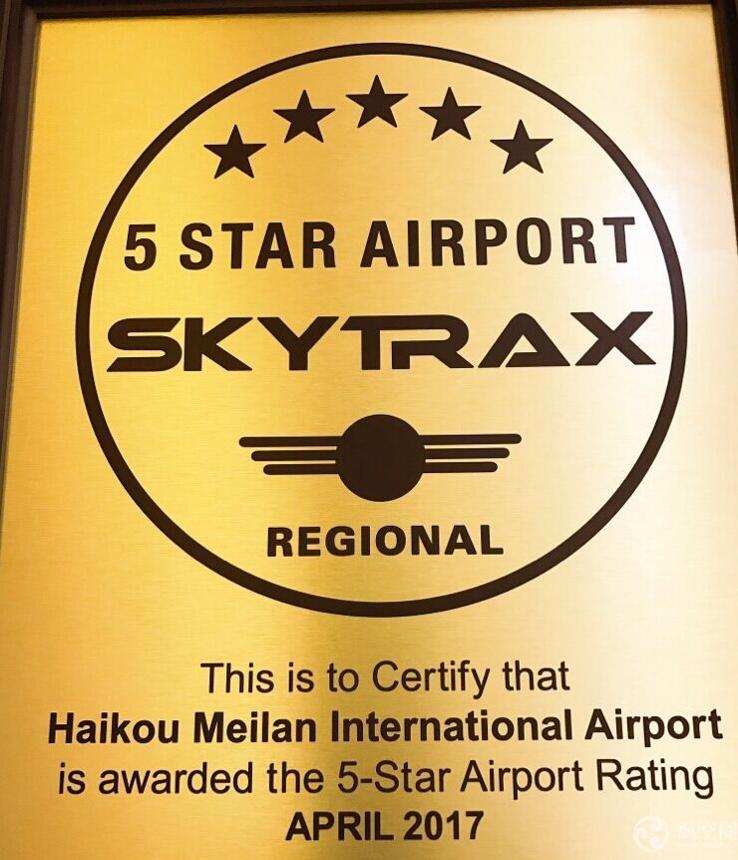 5 STAR AIRPORT
SKYTRAX
REGIONAL
This is to Certify that
Haikou Meilan International Airport
is awarded the 5-Star Airport Rating
APRIL 2017